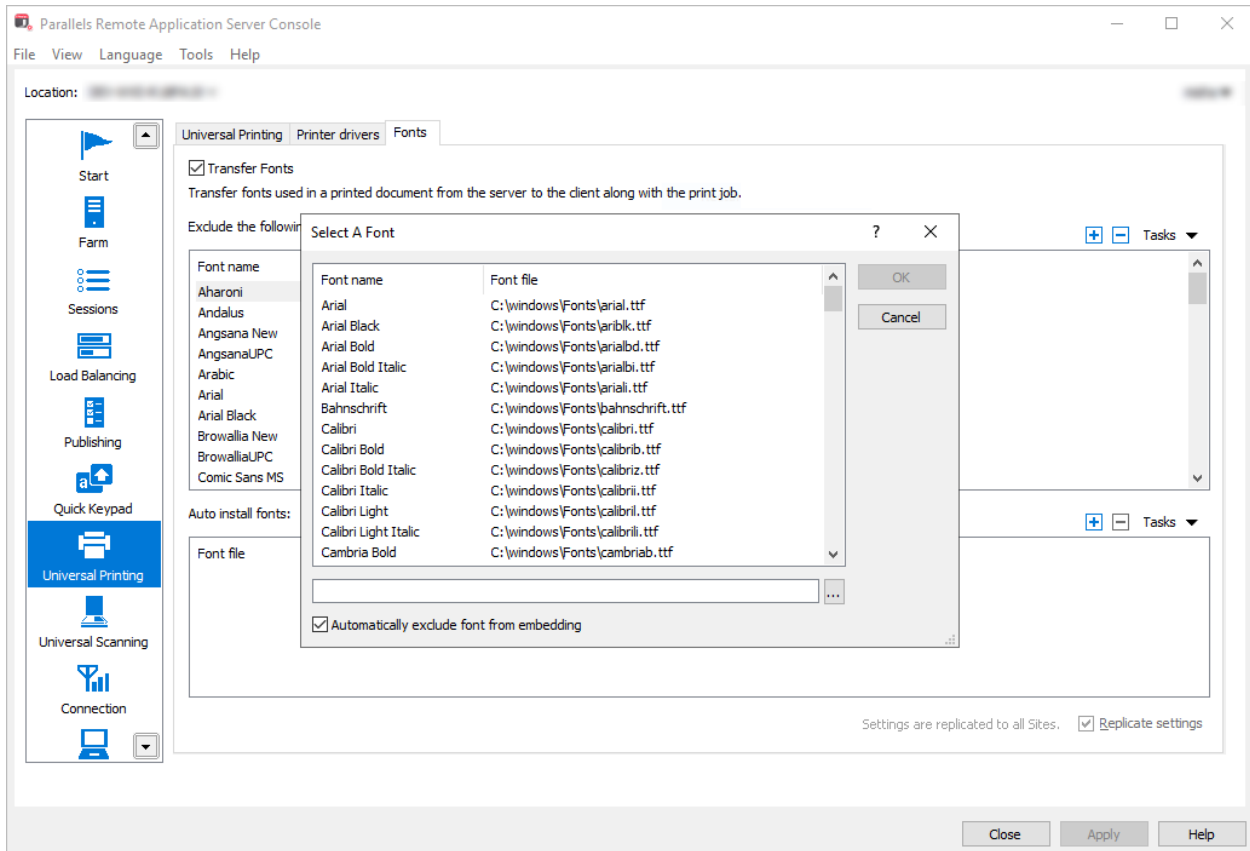 Parallels Remote Application Server Console
File View Language Tools Help
Location:
Start
Farm
Sessions
Load Balancing
Publishing
a
Quick Keypad
Universal Printing
Universal Scanning
Connection
Universal Printing Printer drivers Fonts
Transfer Fonts
Transfer fonts used in a printed document from the server to the client along with the print job.
Exclude the followin
Tasks
Font name
Aharoni
Andalus
Angsana New
AngsanaUPC
Arabic
Arial
Arial Black
Browallia New
BrowalliaUPC
Comic Sans MS
Auto install fonts:
Tasks
Font file
Select A Font ?
Font name Font file
Arial C:\windows\Fonts\arial.ttf
Arial Black C:\windows\Fonts\ariblk.ttf
Arial Bold C:\windows\Fonts\arialbd.ttf
Arial Bold Italic C:\windows\Fonts\arialbi.ttf
Arial Italic C:\windows\Fonts\ariali.ttf
Bahnschrift C:\windows\Fonts\bahnschrift.ttf
Calibri C:\windows\Fonts\calibri.ttf
Calibri Bold C:\windows\Fonts\calibrib.ttf
Calibri Bold Italic C:\windows\Fonts\calibriz.ttf
Calibri Italic C:\windows\Fonts\calibrii.ttf
Calibri Light C:\windows\Fonts\calibril.ttf
Calibri Light Italic C:\windows\Fonts\calibrili.ttf
Cambria Bold C:\windows\Fonts\cambriab.ttf
OK
Cancel
...
Automatically exclude font from embedding
Settings are replicated to all Sites. Replicate settings
Close Apply Help